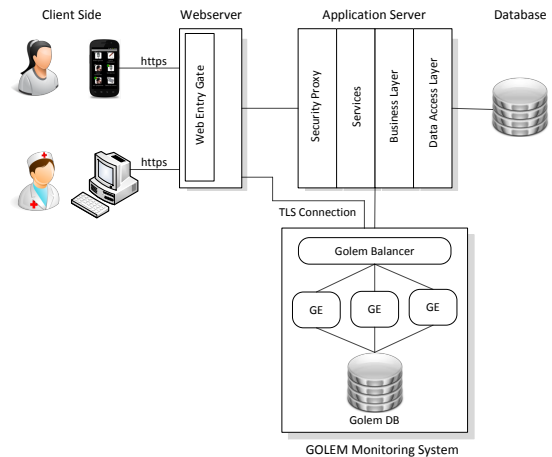 Client Side
Webserver
Application Server
Database
https
https
Web Entry Gate
Security Proxy
Services
Business Layer
Data Access Layer
TLS Connection
Golem Balancer
GE
GE
GE
Golem DB
GOLEM Monitoring System